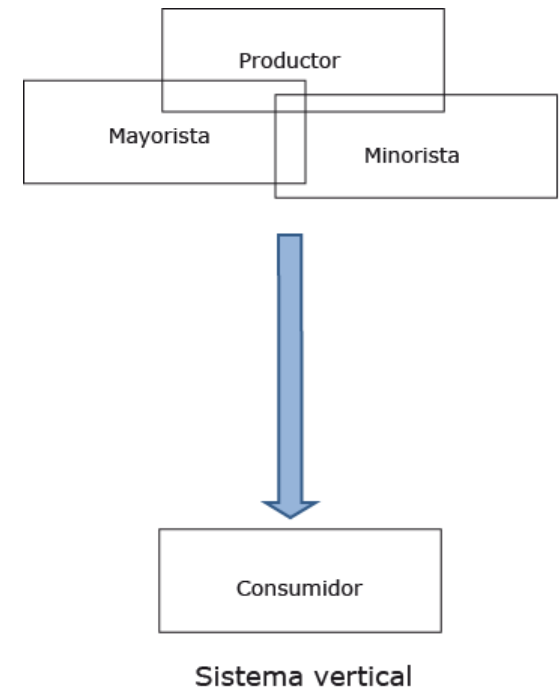 Productor
Mayorista
Minorista
Consumidor
Sistema vertical